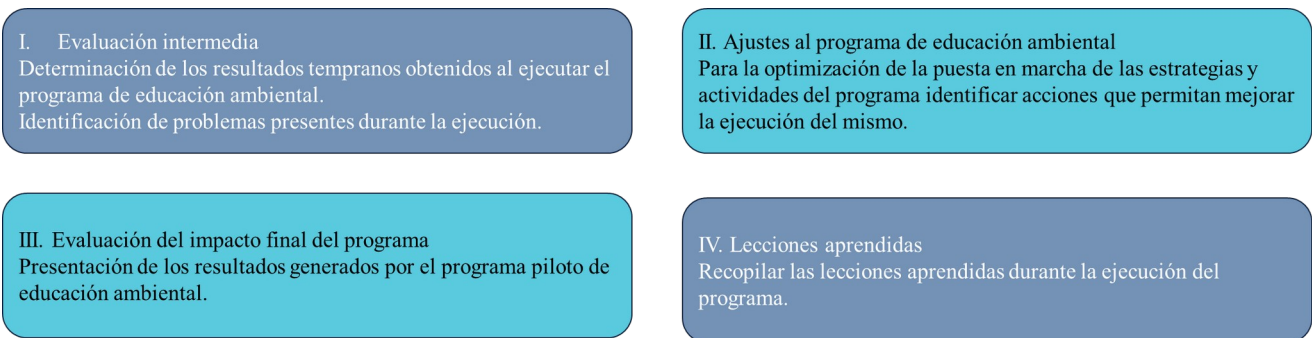 I. Evaluación intermedia
Determinación de los resultados tempranos obtenidos al ejecutar el
programa de educación ambiental.
Identificación de problemas presentes durante la ejecución.
II. Ajustes al programa de educación ambiental
Para la optimización de la puesta en marcha de las estrategias y
actividades del programa identificar acciones que permitan mejorar
la ejecución del mismo.
III. Evaluación del impacto final del programa
Presentación de los resultados generados por el programa piloto de
educación ambiental.
IV. Lecciones aprendidas
Recopilar las lecciones aprendidas durante la ejecución del
programa.